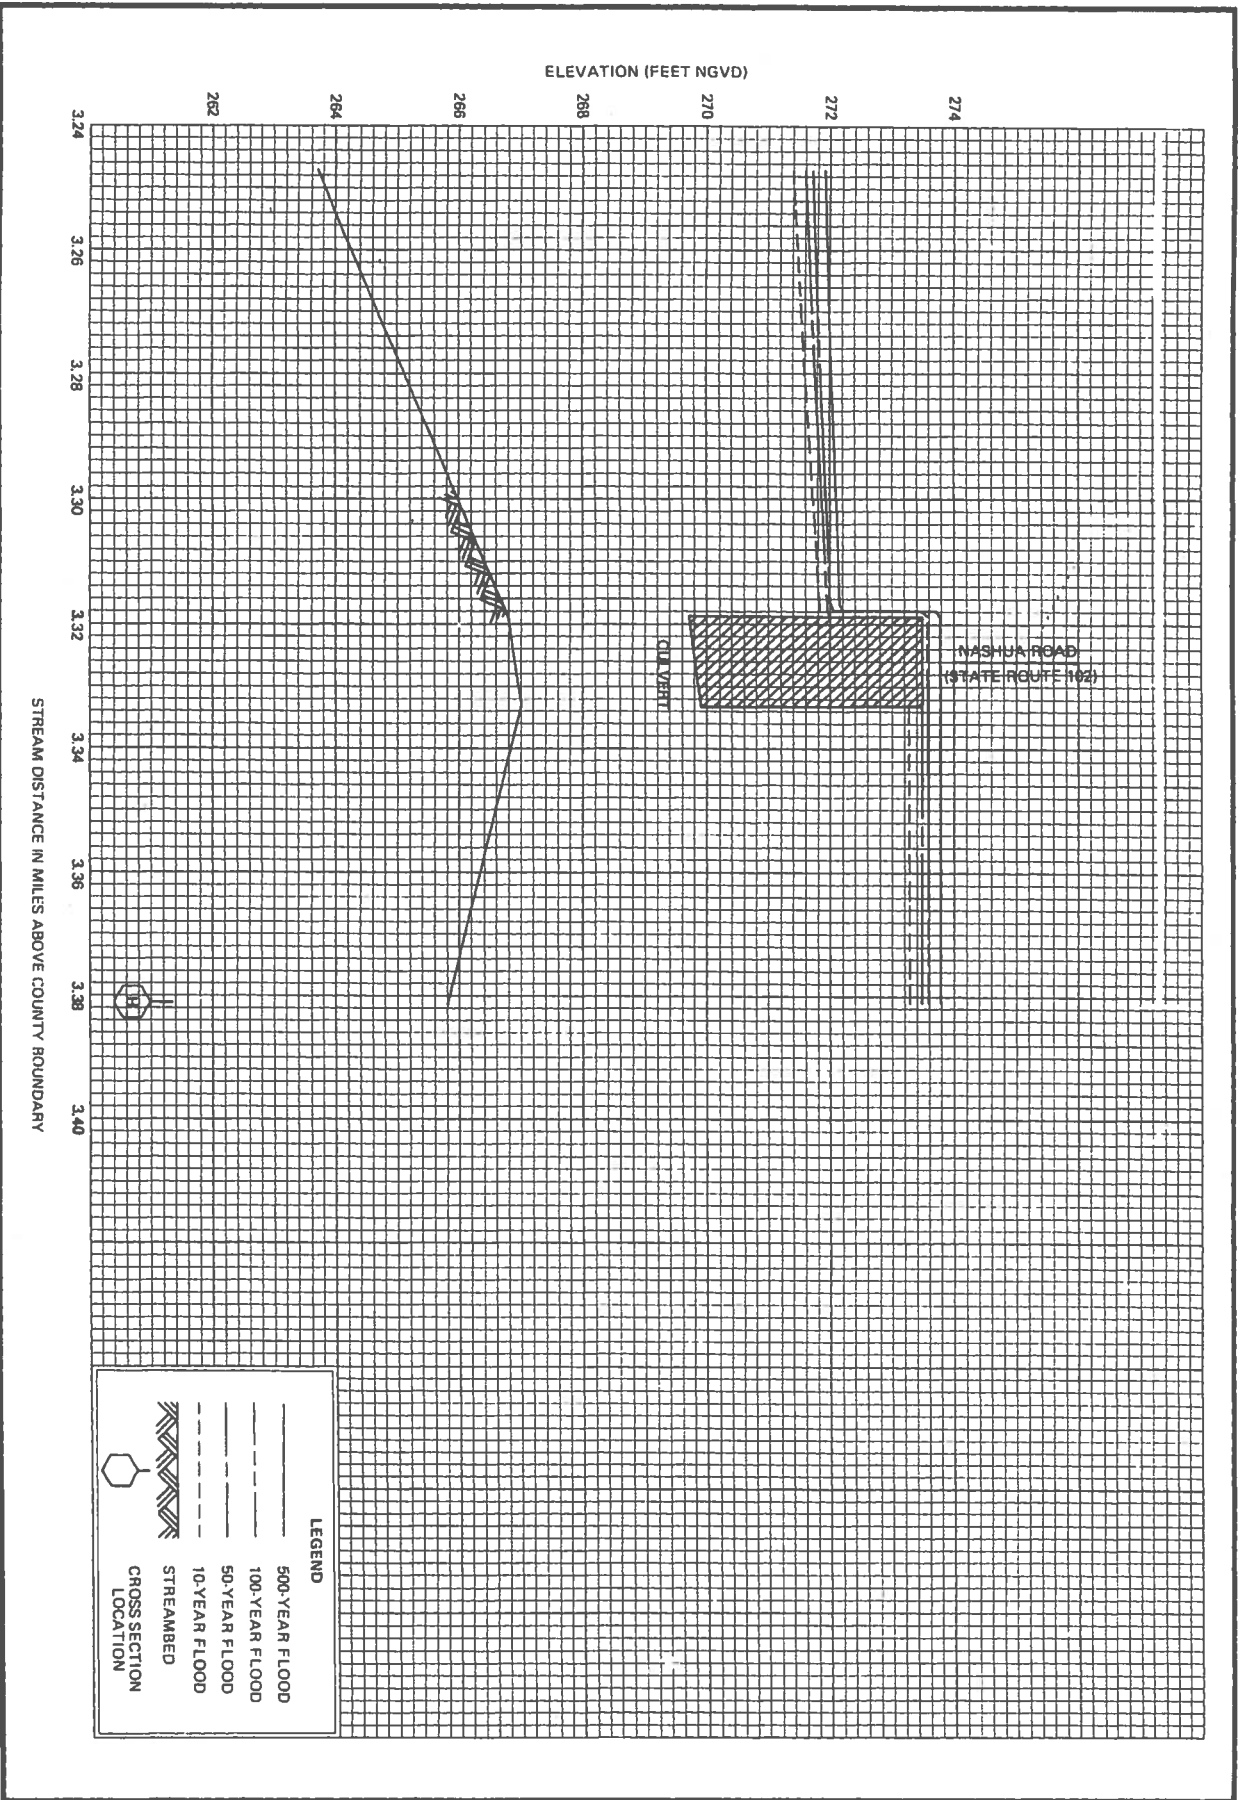 ELEVATION (FEET NGVD)
274
272
270
268
266
264
262
NASHUA ROAD
(STATE ROUTE 102)
CULVERT
3.24
3.26
3.28
3.30
3.32
3.34
3.36
3.38
3.40
STREAM DISTANCE IN MILES ABOVE COUNTY BOUNDARY
LEGEND
500-YEAR FLOOD
100-YEAR FLOOD
50-YEAR FLOOD
10-YEAR FLOOD
STREAMBED
CROSS SECTION
LOCATION